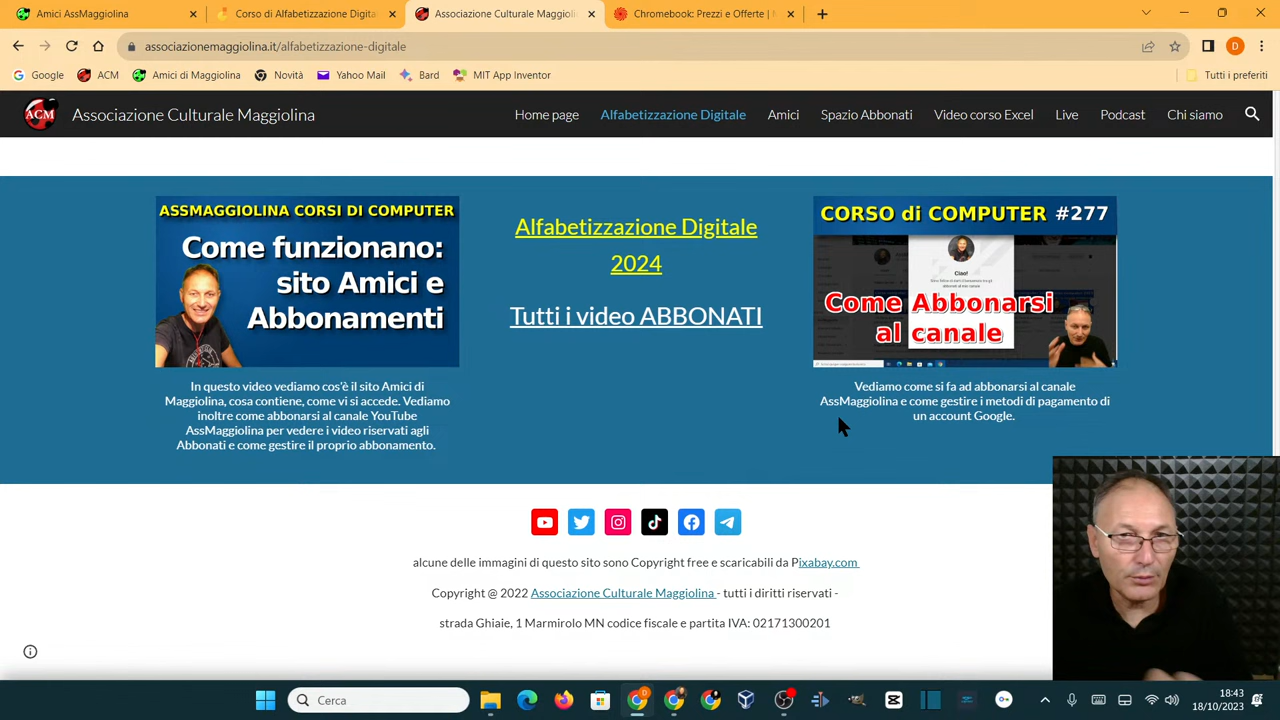 Amici AssMaggiolina
Corso di Alfabetizzazione Digita
Associazione Culturale Maggiolin
Chromebook: Prezzi e Offerte | M
associazionemaggiolina.it/alfabetizzazione-digitale
D
Google
ACM
Amici di Maggiolina
Novità
Yahoo Mail
Bard
MIT App Inventor
Tutti i preferiti
ACM
Associazione Culturale Maggiolina
Home page
Alfabetizzazione Digitale
Amici
Spazio Abbonati
Video corso Excel
Live
Podcast
Chi siamo
ASSMAGGIOLINA CORSI DI COMPUTER
Come funzionano:
sito Amici e
Abbonamenti
In questo video vediamo cos'è il sito Amici di
Maggiolina, cosa contiene, come vi si accede. Vediamo
inoltre come abbonarsi al canale YouTube
AssMaggiolina per vedere i video riservati agli
Abbonati e come gestire il proprio abbonamento.
Alfabetizzazione Digitale
2024
Tutti i video ABBONATI
CORSO di COMPUTER #277
Ciao!
Come Abbonarsi
al canale
Vediamo come si fa ad abbonarsi al canale
AssMaggiolina e come gestire i metodi di pagamento di
un account Google.
alcune delle immagini di questo sito sono Copyright free e scaricabili da Pixabay.com
Copyright @ 2022 Associazione Culturale Maggiolina - tutti i diritti riservati -
strada Ghiaie, 1 Marmirolo MN codice fiscale e partita IVA: 02171300201
Cerca
18:43
18/10/2023